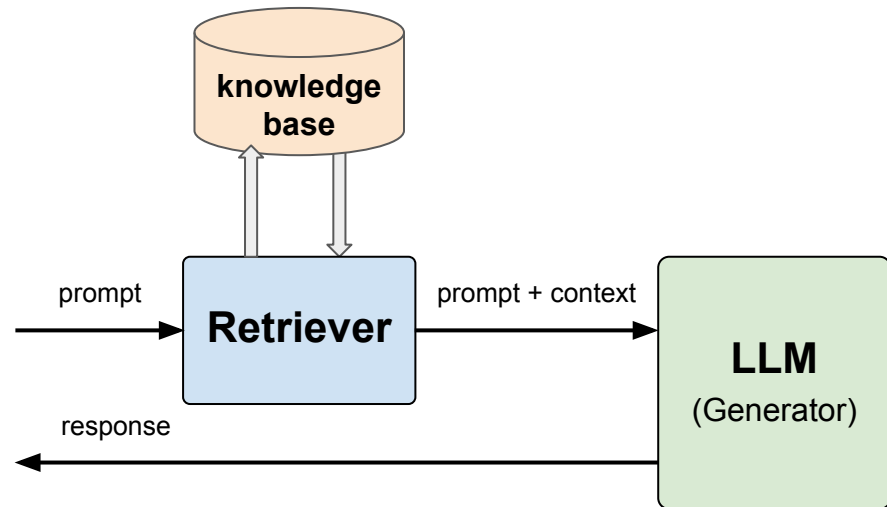 knowledge
base
prompt
Retriever
prompt + context
LLM
(Generator)
response